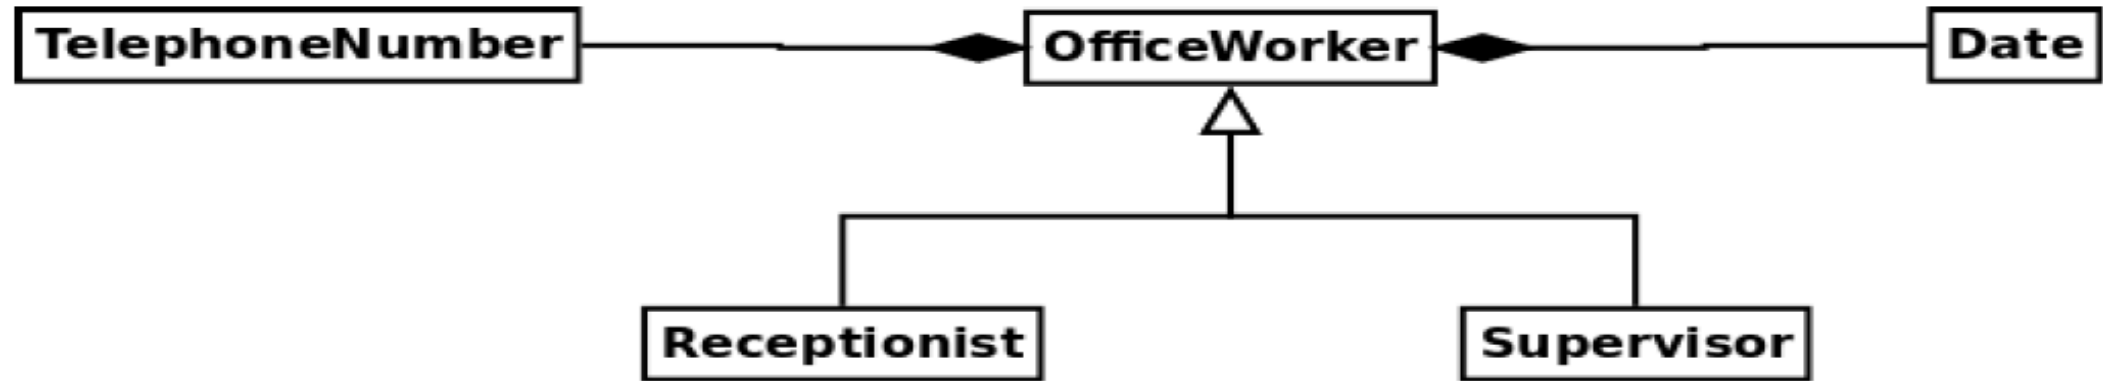 TelephoneNumber
OfficeWorker
Date
Receptionist
Supervisor